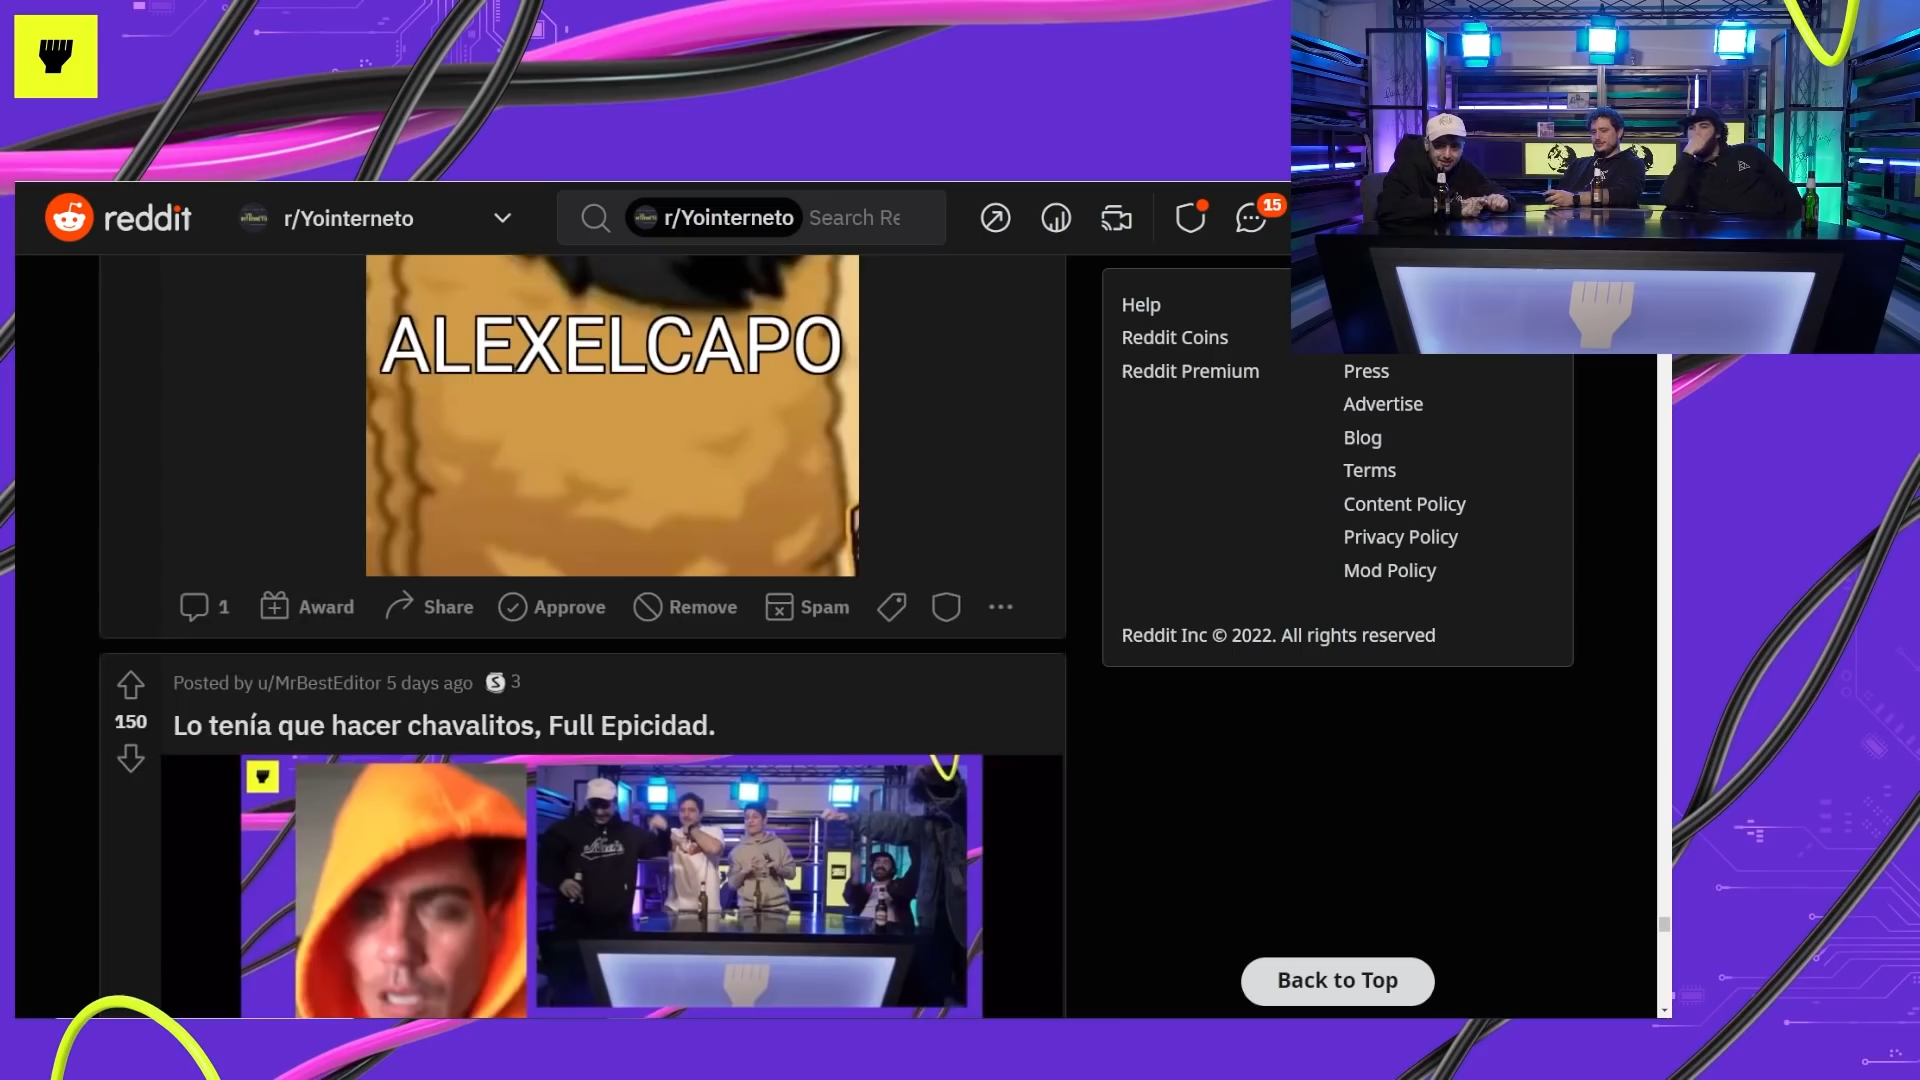 reddit
r/Yointerneto
r/Yointerneto Search Re
15
ALEXELCAPO
1 Award Share Approve Remove Spam
Posted by u/MrBestEditor 5 days ago
3
150
Lo tenía que hacer chavalitos, Full Epicidad.
Help
Reddit Coins
Reddit Premium
Press
Advertise
Blog
Terms
Content Policy
Privacy Policy
Mod Policy
Reddit Inc © 2022. All rights reserved
Back to Top